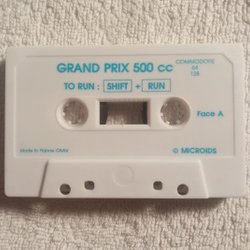 COMMODORE
64
128
GRAND PRIX 500 cc
TO RUN : SHIFT + RUN
Face A
Made in France
© MICROIDS